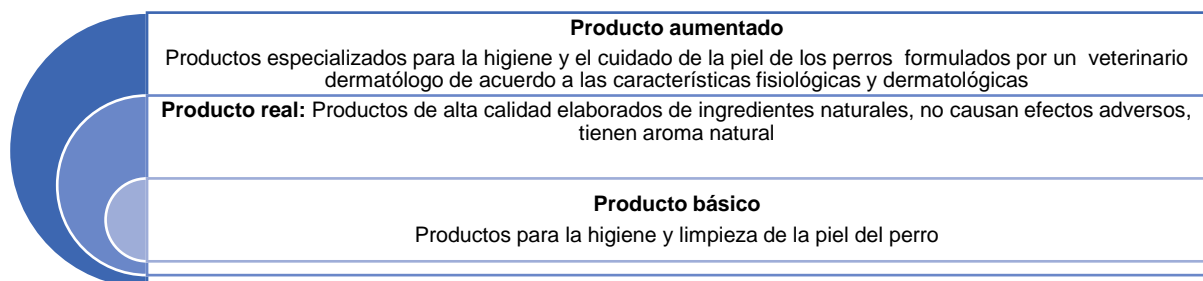 Producto aumentado
Productos especializados para la higiene y el cuidado de la piel de los perros formulados por un veterinario
dermatólogo de acuerdo a las características fisiológicas y dermatológicas
Producto real: Productos de alta calidad elaborados de ingredientes naturales, no causan efectos adversos,
tienen aroma natural
Producto básico
Productos para la higiene y limpieza de la piel del perro